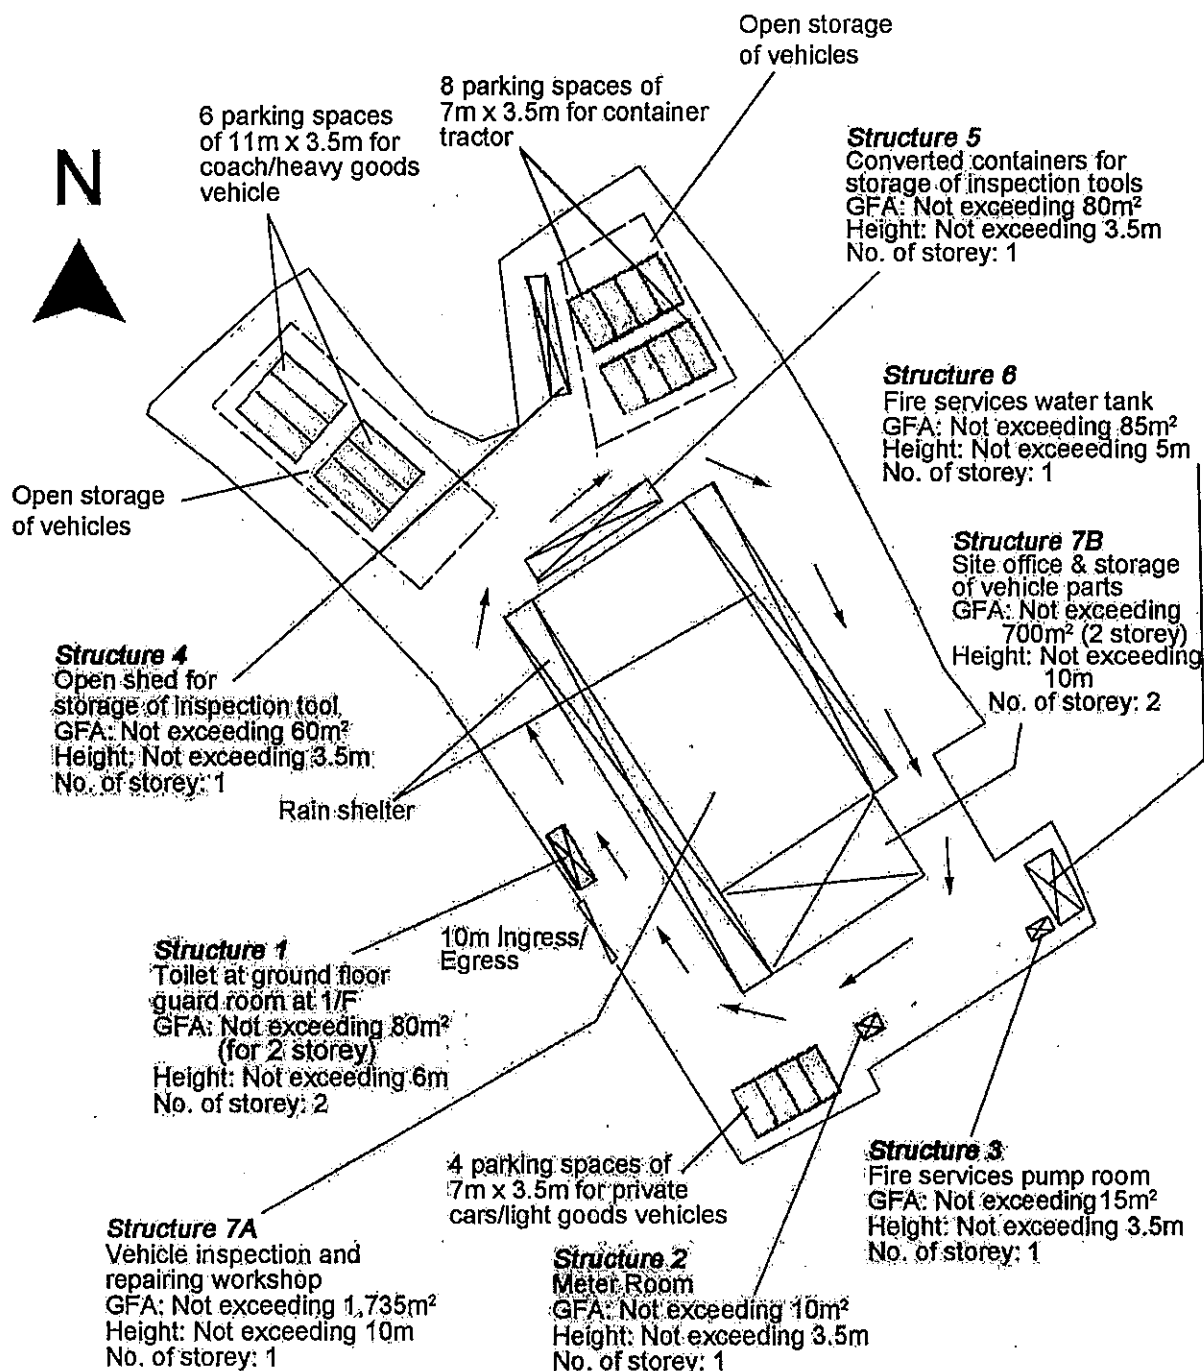 Open storage
of vehicles
8 parking spaces of
7m x 3.5m for container
tractor
6 parking spaces
of 11m x 3.5m for
coach/heavy goods
vehicle
N
Structure 5
Converted containers for
storage of inspection tools
GFA: Not exceeding 80m²
Height: Not exceeding 3.5m
No. of storey: 1
Structure 6
Fire services water tank
GFA: Not exceeding 85m²
Height: Not exceeeding 5m
No. of storey: 1
Open storage
of vehicles
Structure 7B
Site office & storage
of vehicle parts
GFA: Not exceeding
700m² (2 storey)
Height: Not exceeding
10m
No. of storey: 2
Structure 4
Open shed for
storage of inspection tool
GFA: Not exceeding 60m²
Height: Not exceeding 3.5m
No. of storey: 1
Rain shelter
Structure 1
Toilet at ground floor
guard room at 1/F
GFA: Not exceeding 80m²
(for 2 storey)
Height: Not exceeding 6m
No. of storey: 2
10m Ingress/
Egress
4 parking spaces of
7m x 3.5m for private
cars/light goods vehicles
Structure 3
Fire services pump room
GFA: Not exceeding 15m²
Height: Not exceeding 3.5m
No. of storey: 1
Structure 7A
Vehicle inspection and
repairing workshop
GFA: Not exceeding 1,735m²
Height: Not exceeding 10m
No. of storey: 1
Structure 2
Meter Room
GFA: Not exceeding 10m²
Height: Not exceeding 3.5m
No. of storey: 1